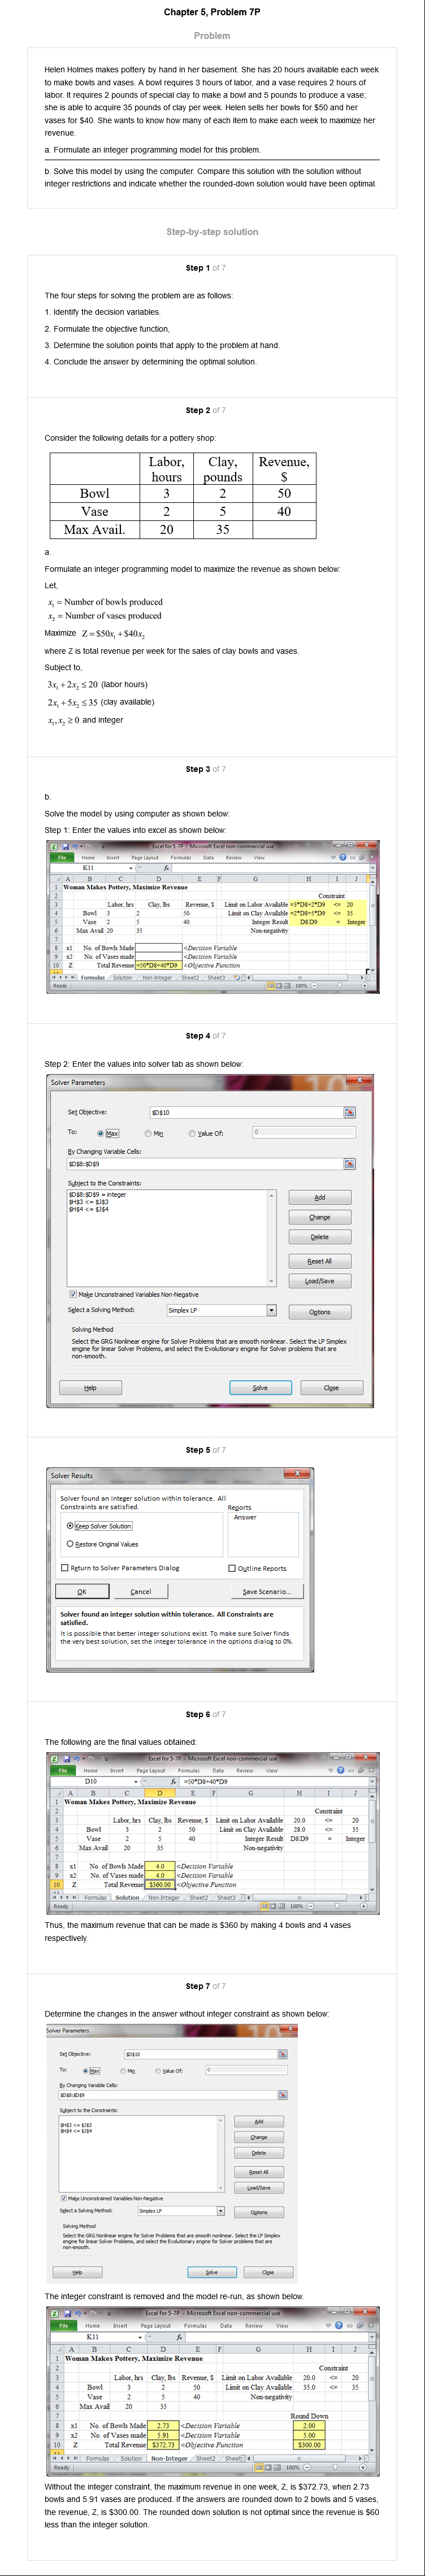 Chapter 5, Problem 7P
Problem
Helen Holmes makes pottery by hand in her basement. She has 20 hours available each week
to make bowls and vases. A bowl requires 3 hours of labor, and a vase requires 2 hours of
labor. It requires 2 pounds of special clay to make a bowl and 5 pounds to produce a vase;
she is able to acquire 35 pounds of clay per week. Helen sells her bowls for $50 and her
vases for $40. She wants to know how many of each item to make each week to maximize her
revenue.
a. Formulate an integer programming model for this problem.
b. Solve this model by using the computer. Compare this solution with the solution without
integer restrictions and indicate whether the rounded-down solution would have been optimal.
Step-by-step solution
Step 1 of 7
The four steps for solving the problem are as follows:
1. Identify the decision variables.
2. Formulate the objective function,
3. Determine the solution points that apply to the problem at hand.
4. Conclude the answer by determining the optimal solution.
Step 2 of 7
Consider the following details for a pottery shop:
Labor, hours Clay, pounds Revenue, $
Bowl 3 2 50
Vase 2 5 40
Max Avail. 20 35
a.
Formulate an integer programming model to maximize the revenue as shown below:
Let,
x₁ = Number of bowls produced
x₂ = Number of vases produced
Maximize Z = $50x₁ + $40x₂
where Z is total revenue per week for the sales of clay bowls and vases.
Subject to,
3x₁ + 2x₂ ≤ 20 (labor hours)
2x₁ + 5x₂ ≤ 35 (clay available)
x₁, x₂ ≥ 0 and integer
Step 3 of 7
b.
Solve the model by using computer as shown below:
Step 1: Enter the values into excel as shown below:
Excel for 5-7P - Microsoft Excel non-commercial use
File Home Insert Page Layout Formulas Data Review View
K11 fx
A B C D E F G H I J
1 Woman Makes Pottery, Maximize Revenue
2 Constraint
3 Labor, hrs Clay, lbs Revenue, $ Limit on Labor Available =3*D8+2*D9 <= 20
4 Bowl 3 2 50 Limit on Clay Available =2*D8+5*D9 <= 35
5 Vase 2 5 40 Integer Result D8:D9 = Integer
6 Max Avail 20 35 Non-negativity
7
8 x1 No. of Bowls Made <Decision Variable
9 x2 No. of Vases made <Decision Variable
10 Z Total Revenue =50*D8+40*D9 <Objective Function
Formulas Solution Non-Integer Sheet2 Sheet3
Ready 100%
Step 4 of 7
Step 2: Enter the values into solver tab as shown below:
Solver Parameters
Set Objective: $D$10
To: Max Min Value Of: 0
By Changing Variable Cells:
$D$8:$D$9
Subject to the Constraints:
$D$8:$D$9 = integer
$H$3 <= $J$3
$H$4 <= $J$4
Add
Change
Delete
Reset All
Load/Save
Make Unconstrained Variables Non-Negative
Select a Solving Method: Simplex LP Options
Solving Method
Select the GRG Nonlinear engine for Solver Problems that are smooth nonlinear. Select the LP Simplex
engine for linear Solver Problems, and select the Evolutionary engine for Solver problems that are
non-smooth.
Help Solve Close
Step 5 of 7
Solver Results
Solver found an integer solution within tolerance. All
Constraints are satisfied.
Reports
Answer
Keep Solver Solution
Restore Original Values
Return to Solver Parameters Dialog Outline Reports
OK Cancel Save Scenario...
Solver found an integer solution within tolerance. All Constraints are
satisfied.
It is possible that better integer solutions exist. To make sure Solver finds
the very best solution, set the integer tolerance in the options dialog to 0%.
Step 6 of 7
The following are the final values obtained:
Excel for 5-7P - Microsoft Excel non-commercial use
File Home Insert Page Layout Formulas Data Review View
D10 fx =50*D8+40*D9
A B C D E F G H I J
1 Woman Makes Pottery, Maximize Revenue
2 Constraint
3 Labor, hrs Clay, lbs Revenue, $ Limit on Labor Available 20.0 <= 20
4 Bowl 3 2 50 Limit on Clay Available 28.0 <= 35
5 Vase 2 5 40 Integer Result D8:D9 = Integer
6 Max Avail 20 35 Non-negativity
7
8 x1 No. of Bowls Made 4.0 <Decision Variable
9 x2 No. of Vases made 4.0 <Decision Variable
10 Z Total Revenue $360.00 <Objective Function
Formulas Solution Non-Integer Sheet2 Sheet3
Ready 100%
Thus, the maximum revenue that can be made is $360 by making 4 bowls and 4 vases
respectively.
Step 7 of 7
Determine the changes in the answer without integer constraint as shown below:
Solver Parameters
Set Objective: $D$10
To: Max Min Value Of: 0
By Changing Variable Cells:
$D$8:$D$9
Subject to the Constraints:
$H$3 <= $J$3
$H$4 <= $J$4
Add
Change
Delete
Reset All
Load/Save
Make Unconstrained Variables Non-Negative
Select a Solving Method: Simplex LP Options
Solving Method
Select the GRG Nonlinear engine for Solver Problems that are smooth nonlinear. Select the LP Simplex
engine for linear Solver Problems, and select the Evolutionary engine for Solver problems that are
non-smooth.
Help Solve Close
The integer constraint is removed and the model re-run, as shown below.
Excel for 5-7P - Microsoft Excel non-commercial use
File Home Insert Page Layout Formulas Data Review View
K11 fx
A B C D E F G H I J
1 Woman Makes Pottery, Maximize Revenue
2 Constraint
3 Labor, hrs Clay, lbs Revenue, $ Limit on Labor Available 20.0 <= 20
4 Bowl 3 2 50 Limit on Clay Available 35.0 <= 35
5 Vase 2 5 40 Non-negativity
6 Max Avail 20 35
7 Round Down
8 x1 No. of Bowls Made 2.73 <Decision Variable 2.00
9 x2 No. of Vases made 5.91 <Decision Variable 5.00
10 Z Total Revenue $372.73 <Objective Function $300.00
Formulas Solution Non-Integer Sheet2 Sheet3
Ready 100%
Without the integer constraint, the maximum revenue in one week, Z, is $372.73, when 2.73
bowls and 5.91 vases are produced. If the answers are rounded down to 2 bowls and 5 vases,
the revenue, Z, is $300.00. The rounded down solution is not optimal since the revenue is $60
less than the integer solution.